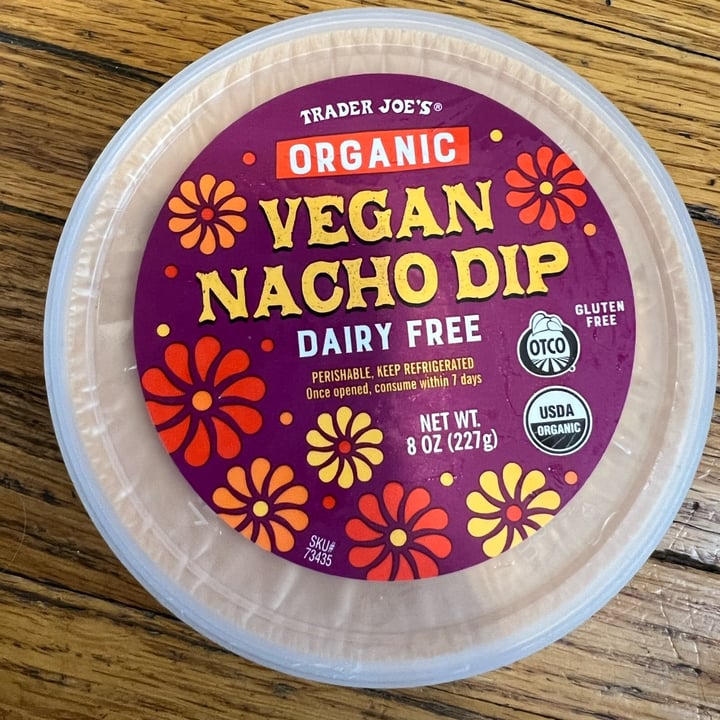 TRADER JOE'S®
ORGANIC
VEGAN
NACHO DIP
DAIRY FREE
PERISHABLE, KEEP REFRIGERATED
Once opened, consume within 7 days
NET WT.
8 OZ (227g)
GLUTEN
FREE
OTCO
USDA
ORGANIC
SKU#
73435